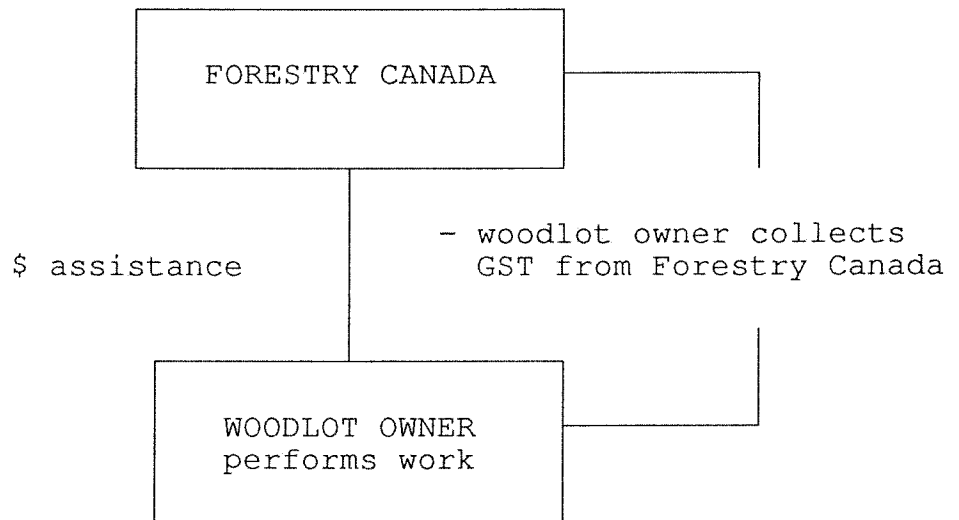 FORESTRY CANADA
– woodlot owner collects
GST from Forestry Canada
$ assistance
WOODLOT OWNER
performs work